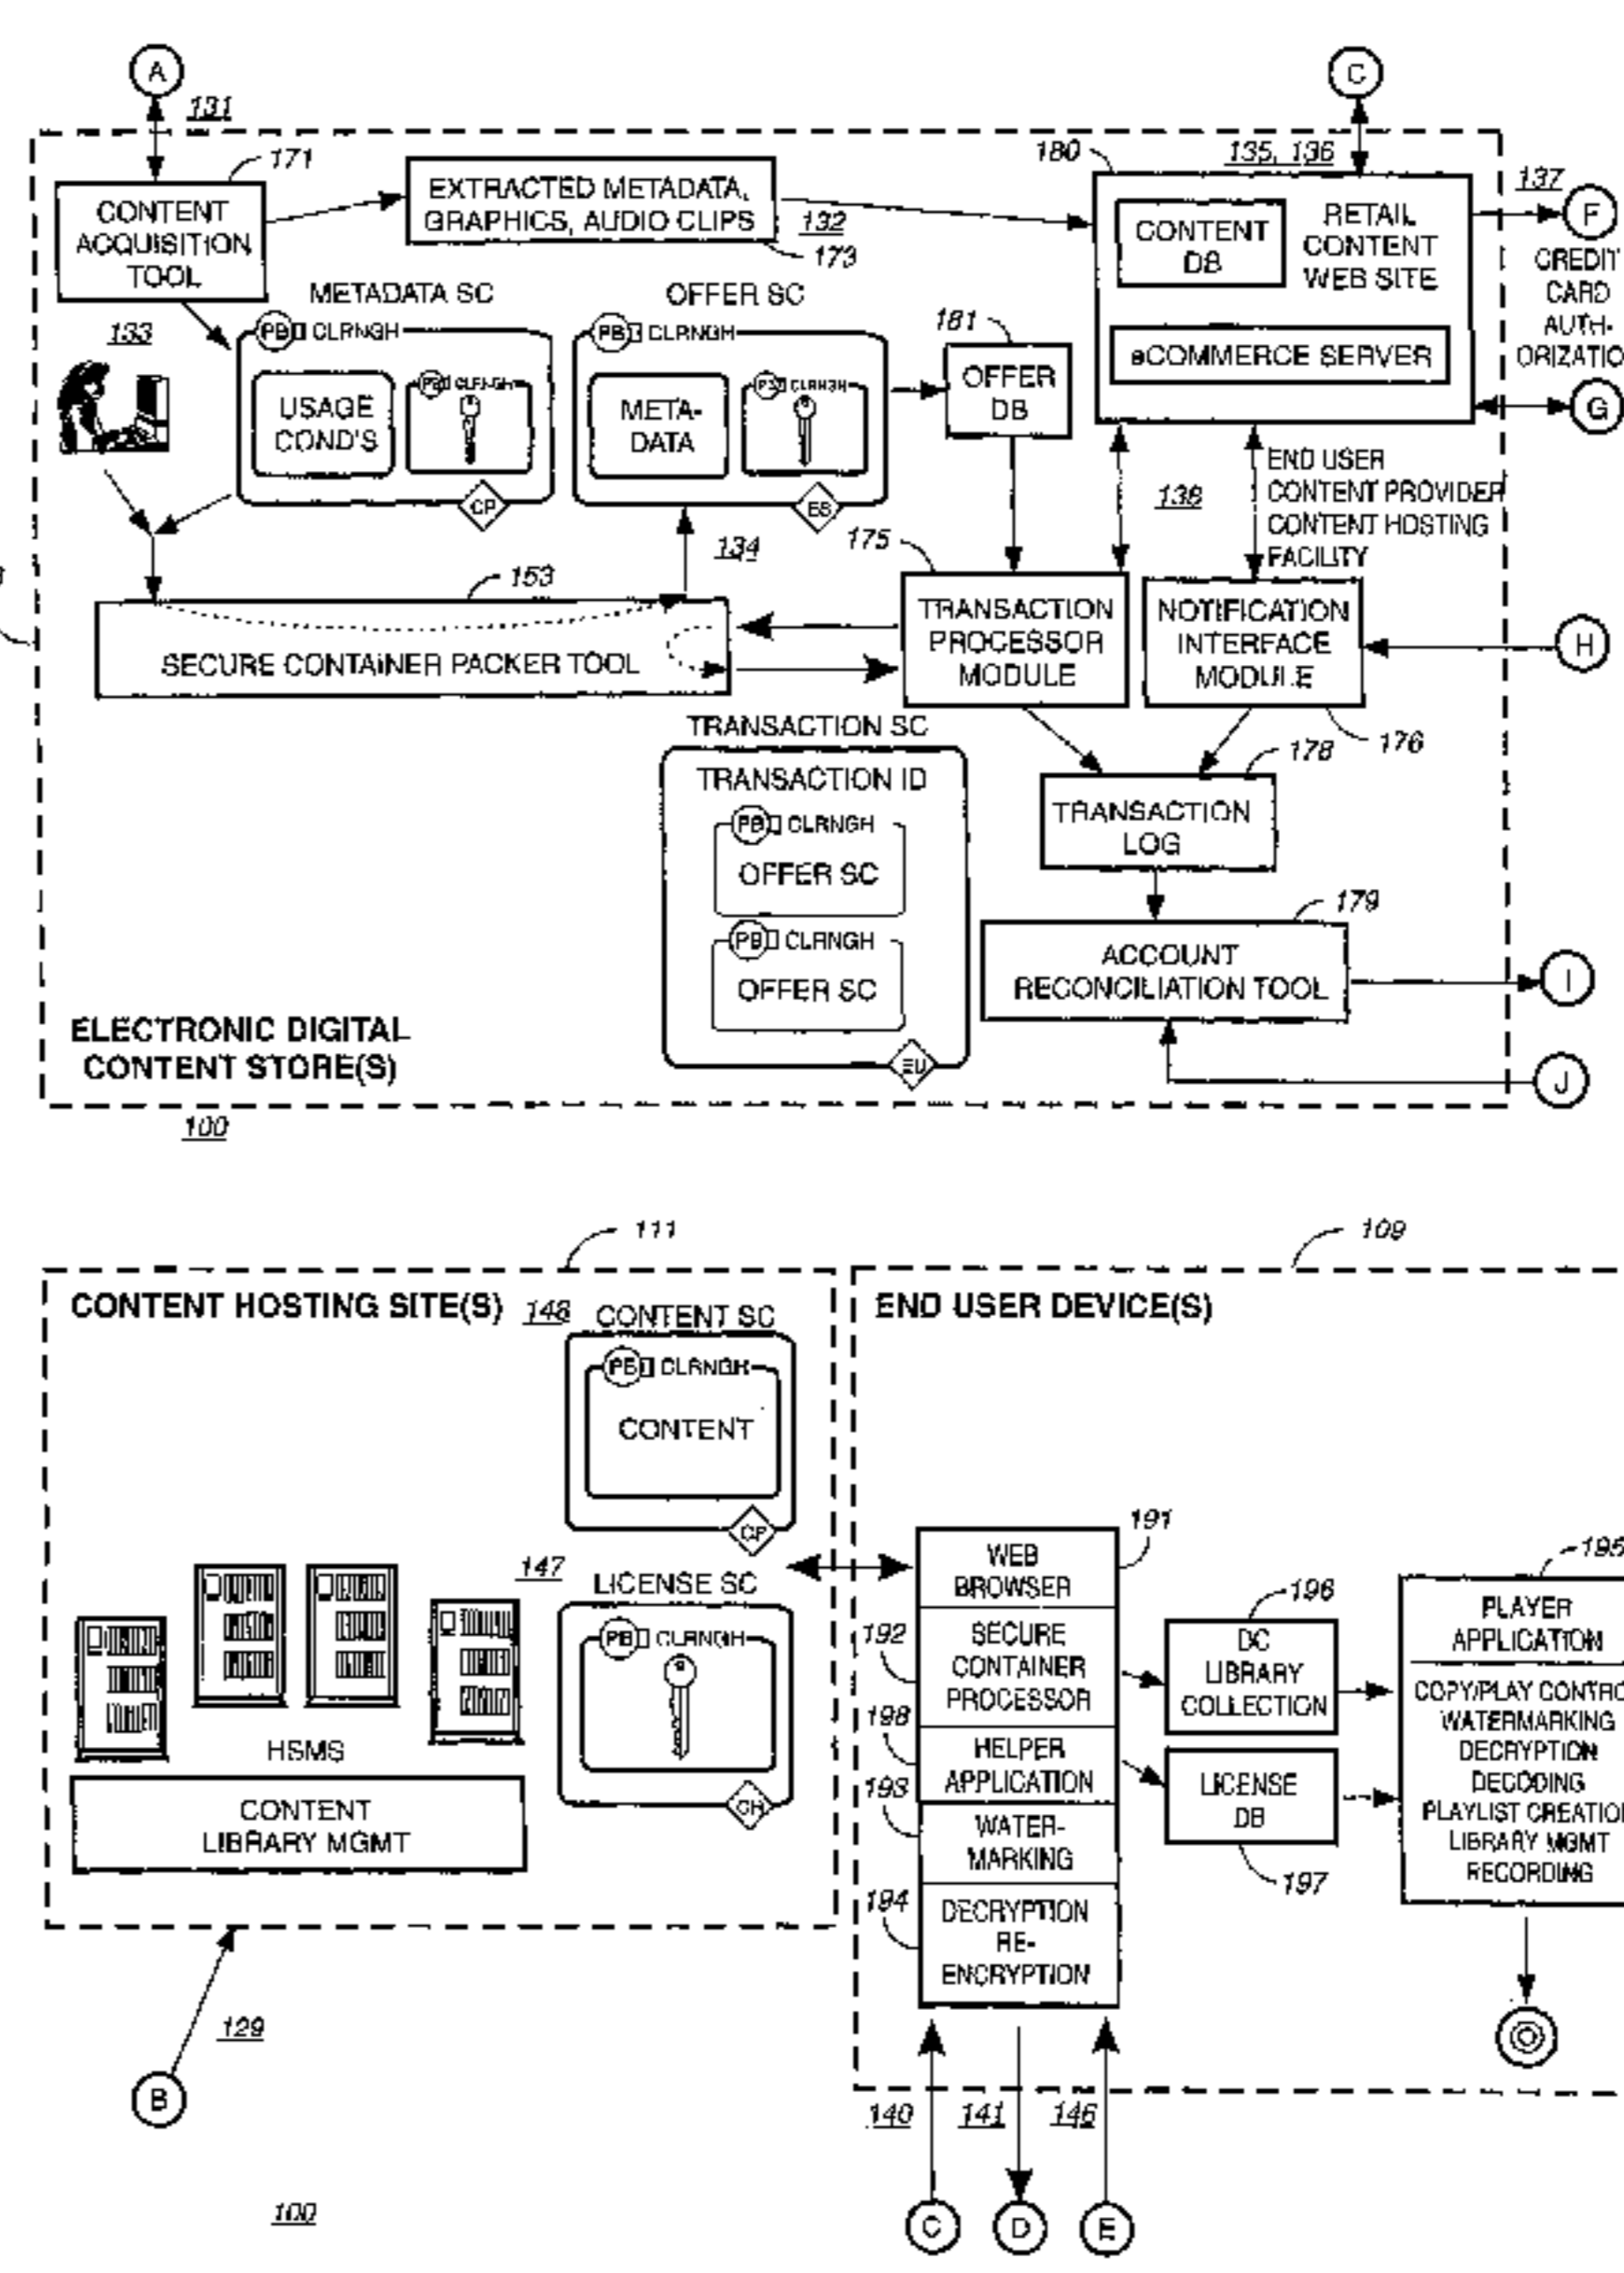 A
131
C
171
180
135, 136
137
F
CONTENT
ACQUISITION
TOOL
EXTRACTED METADATA,
GRAPHICS, AUDIO CLIPS
132
173
CONTENT
DB
RETAIL
CONTENT
WEB SITE
eCOMMERCE SERVER
CREDIT
CARD
AUTH-
G
133
METADATA SC
PB CLRNGH
USAGE
COND'S
CP
OFFER SC
PB CLRNGH
META-
DATA
ES
181
OFFER
DB
134
175
138
END USER
CONTENT PROVIDER
CONTENT HOSTING
FACILITY
153
SECURE CONTAINER PACKER TOOL
TRANSACTION
PROCESSOR
MODULE
NOTIFICATION
INTERFACE
MODULE
H
176
TRANSACTION SC
TRANSACTION ID
PB CLRNGH
OFFER SC
PB CLRNGH
OFFER SC
EU
178
TRANSACTION
LOG
179
ACCOUNT
RECONCILIATION TOOL
I
J
ELECTRONIC DIGITAL
CONTENT STORE(S)
100
111
CONTENT HOSTING SITE(S)
148
CONTENT SC
PB CLRNGH
CONTENT
CP
147
LICENSE SC
PB CLRNGH
CH
HSMS
CONTENT
LIBRARY MGMT
129
B
109
END USER DEVICE(S)
191
WEB
BROWSER
192
SECURE
CONTAINER
PROCESSOR
198
HELPER
APPLICATION
193
WATER-
MARKING
194
DECRYPTION
RE-
ENCRYPTION
196
DC
LIBRARY
COLLECTION
LICENSE
DB
197
195
PLAYER
APPLICATION
COPY/PLAY
WATERMARKING
DECRYPTION
DECODING
PLAYLIST
LIBRARY MGMT
RECORDING
140
141
146
C
D
E
100